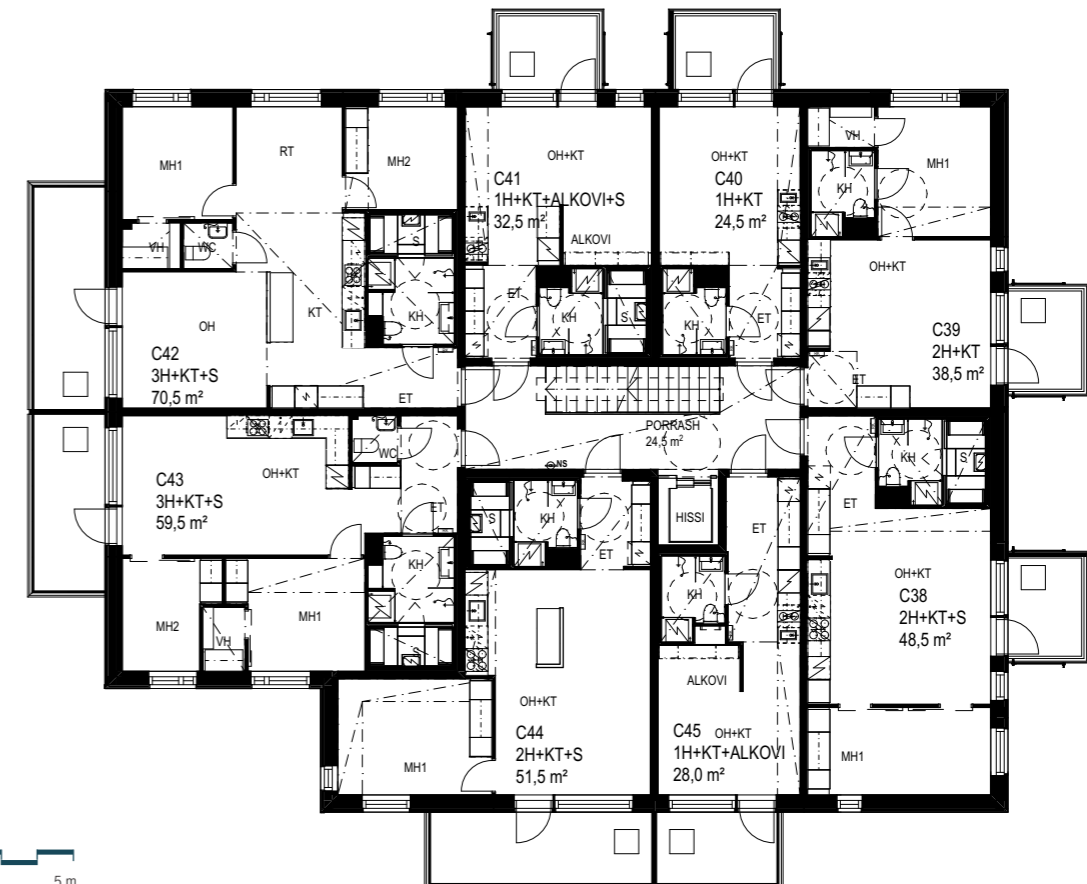 MH1
RT
MH2
VH
WC
S
KH
OH
KT
C42
3H+KT+S
70,5 m²
ET
OH+KT
C41
1H+KT+ALKOVI+S
32,5 m²
ALKOVI
ET
KH
S
OH+KT
C40
1H+KT
24,5 m²
KH
ET
VH
MH1
KH
OH+KT
C39
2H+KT
38,5 m²
ET
PORRASH
24,5 m²
NS
HISSI
WC
OH+KT
C43
3H+KT+S
59,5 m²
ET
KH
MH2
VH
MH1
S
S
KH
ET
OH+KT
C44
2H+KT+S
51,5 m²
MH1
ET
KH
ALKOVI
C45
OH+KT
1H+KT+ALKOVI
28,0 m²
KH
S
ET
OH+KT
C38
2H+KT+S
48,5 m²
MH1
5 m